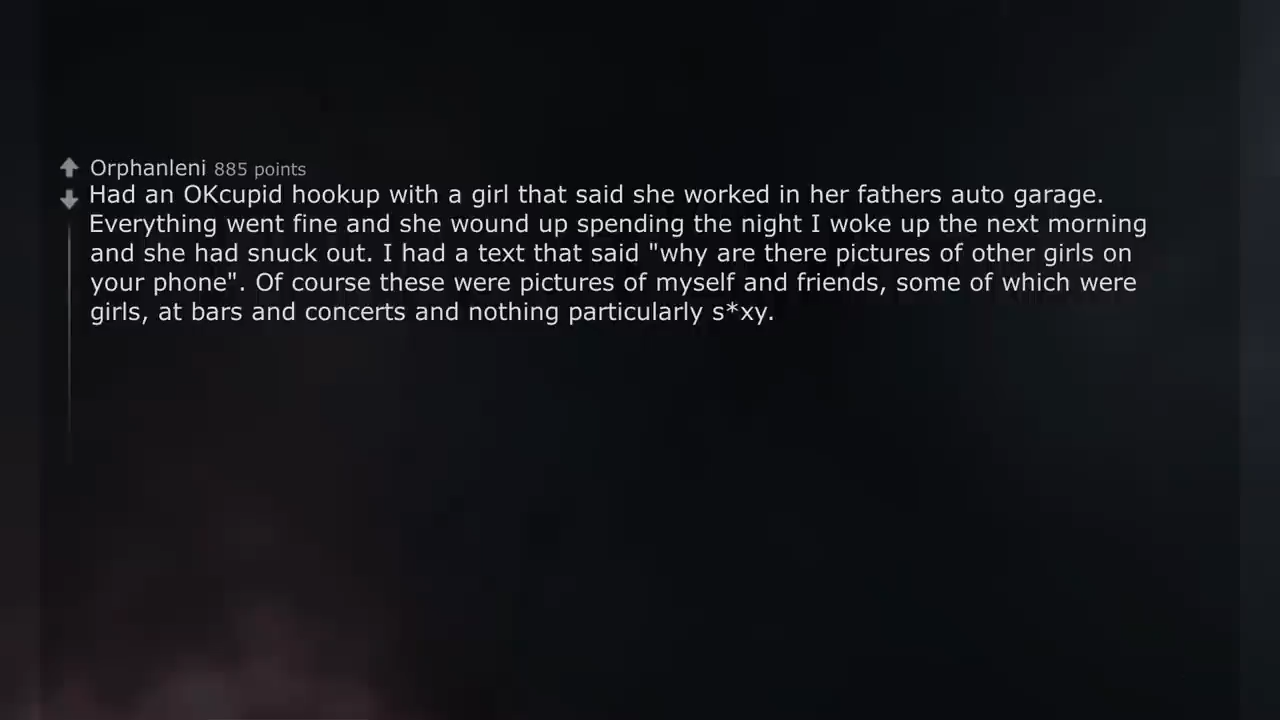 Orphanleni 885 points
Had an OKcupid hookup with a girl that said she worked in her fathers auto garage.
Everything went fine and she wound up spending the night I woke up the next morning
and she had snuck out. I had a text that said "why are there pictures of other girls on
your phone". Of course these were pictures of myself and friends, some of which were
girls, at bars and concerts and nothing particularly s*xy.